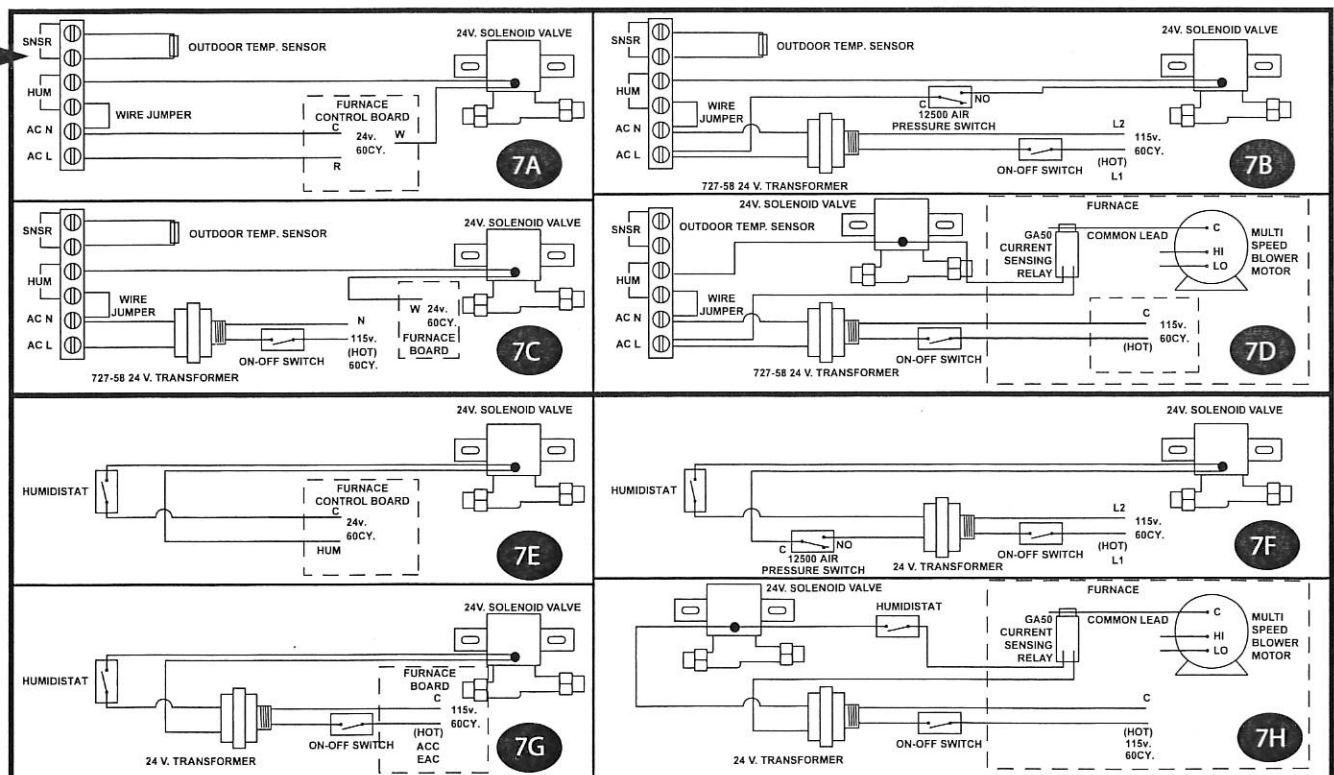 SNSR
HUM
AC N
AC L
OUTDOOR TEMP. SENSOR
WIRE JUMPER
FURNACE
CONTROL BOARD
C
24v.
60CY.
W
R
24V. SOLENOID VALVE
7A
SNSR
HUM
AC N
AC L
OUTDOOR TEMP. SENSOR
WIRE
JUMPER
C
NO
12500 AIR
PRESSURE SWITCH
24V. SOLENOID VALVE
L2
115v.
60CY.
(HOT)
L1
ON-OFF SWITCH
727-58 24 V. TRANSFORMER
7B
SNSR
HUM
AC N
AC L
OUTDOOR TEMP. SENSOR
WIRE
JUMPER
24V. SOLENOID VALVE
W 24v.
60CY.
FURNACE
BOARD
N
115v.
(HOT)
60CY.
ON-OFF SWITCH
727-58 24 V. TRANSFORMER
7C
SNSR
HUM
AC N
AC L
24V. SOLENOID VALVE
OUTDOOR TEMP. SENSOR
WIRE
JUMPER
FURNACE
GA50
CURRENT
SENSING
RELAY
COMMON LEAD
C
HI
LO
MULTI
SPEED
BLOWER
MOTOR
C
115v.
60CY.
(HOT)
ON-OFF SWITCH
727-58 24 V. TRANSFORMER
7D
24V. SOLENOID VALVE
HUMIDISTAT
FURNACE
CONTROL BOARD
C
24v.
60CY.
HUM
7E
24V. SOLENOID VALVE
HUMIDISTAT
C
NO
12500 AIR
PRESSURE SWITCH
24 V. TRANSFORMER
ON-OFF SWITCH
L2
115v.
60CY.
(HOT)
L1
7F
24V. SOLENOID VALVE
HUMIDISTAT
FURNACE
BOARD
C
115v.
60CY.
(HOT)
ACC
EAC
ON-OFF SWITCH
24 V. TRANSFORMER
7G
24V. SOLENOID VALVE
HUMIDISTAT
FURNACE
GA50
CURRENT
SENSING
RELAY
COMMON LEAD
C
HI
LO
MULTI
SPEED
BLOWER
MOTOR
C
(HOT)
115v.
60CY.
ON-OFF SWITCH
24 V. TRANSFORMER
7H